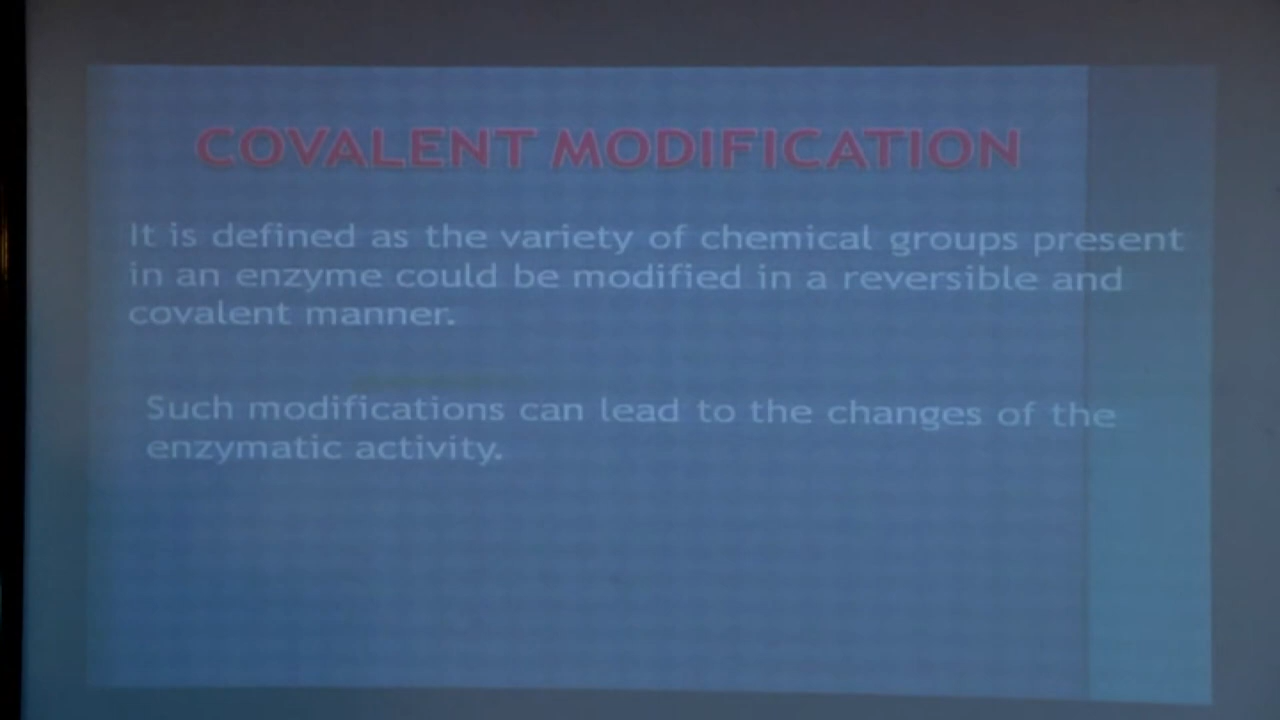 COVALENT MODIFICATION
It is defined as the variety of chemical groups present
in an enzyme could be modified in a reversible and
covalent manner.
Such modifications can lead to the changes of the
enzymatic activity.